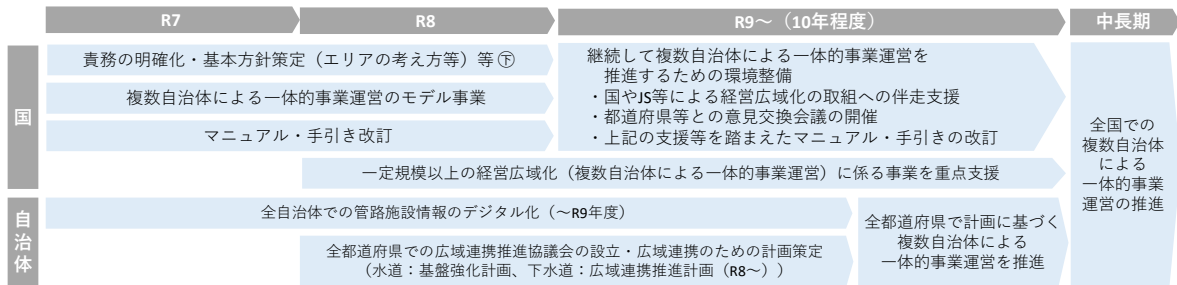 R7
R8
R9～（10年程度）
中長期
国
責務の明確化・基本方針策定（エリアの考え方等）等㊦
複数自治体による一体的事業運営のモデル事業
マニュアル・手引き改訂
継続して複数自治体による一体的事業運営を
推進するための環境整備
・国やJS等による経営広域化の取組への伴走支援
・都道府県等との意見交換会議の開催
・上記の支援等を踏まえたマニュアル・手引きの改訂
一定規模以上の経営広域化（複数自治体による一体的事業運営）に係る事業を重点支援
全国での
複数自治体
による
一体的事業
運営の推進
自治体
全自治体での管路施設情報のデジタル化（～R9年度）
全都道府県での広域連携推進協議会の設立・広域連携のための計画策定
（水道：基盤強化計画、下水道：広域連携推進計画（R8～））
全都道府県で計画に基づく
複数自治体による
一体的事業運営を推進